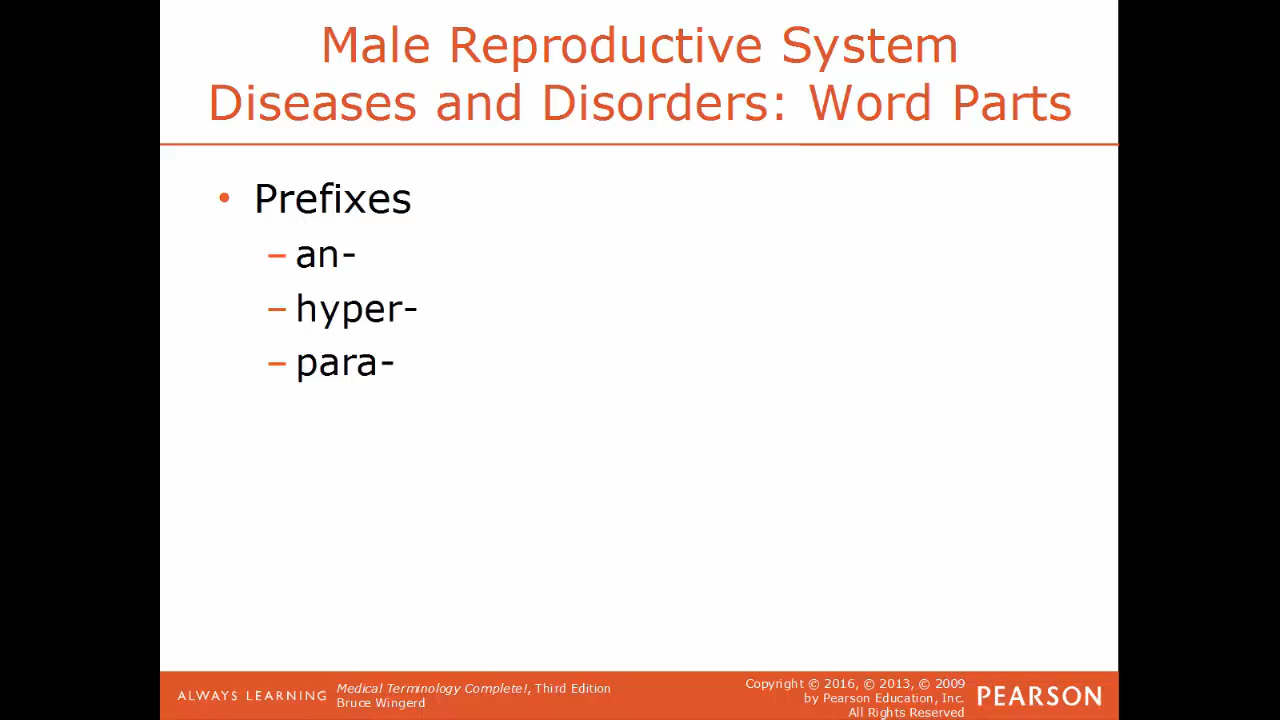 Male Reproductive System
Diseases and Disorders: Word Parts
• Prefixes
– an-
– hyper-
– para-
ALWAYS LEARNING
Medical Terminology Complete!, Third Edition
Bruce Wingerd
Copyright © 2016, © 2013, © 2009
by Pearson Education, Inc.
All Rights Reserved
PEARSON